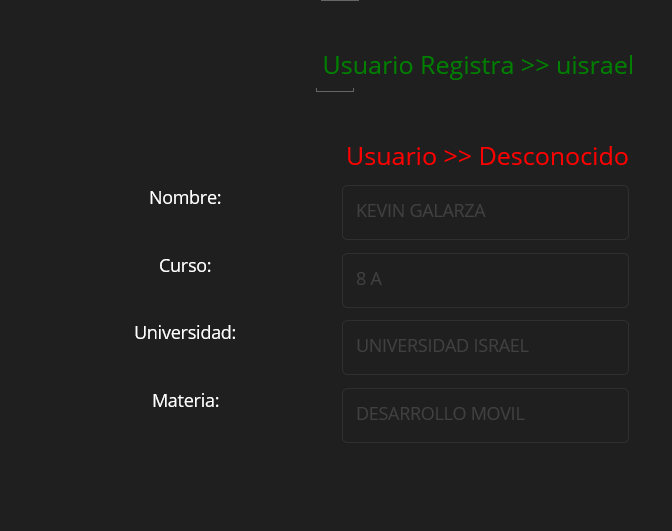 Usuario Registra >> uisrael
Usuario >> Desconocido
Nombre:
KEVIN GALARZA
Curso:
8 A
Universidad:
UNIVERSIDAD ISRAEL
Materia:
DESARROLLO MOVIL